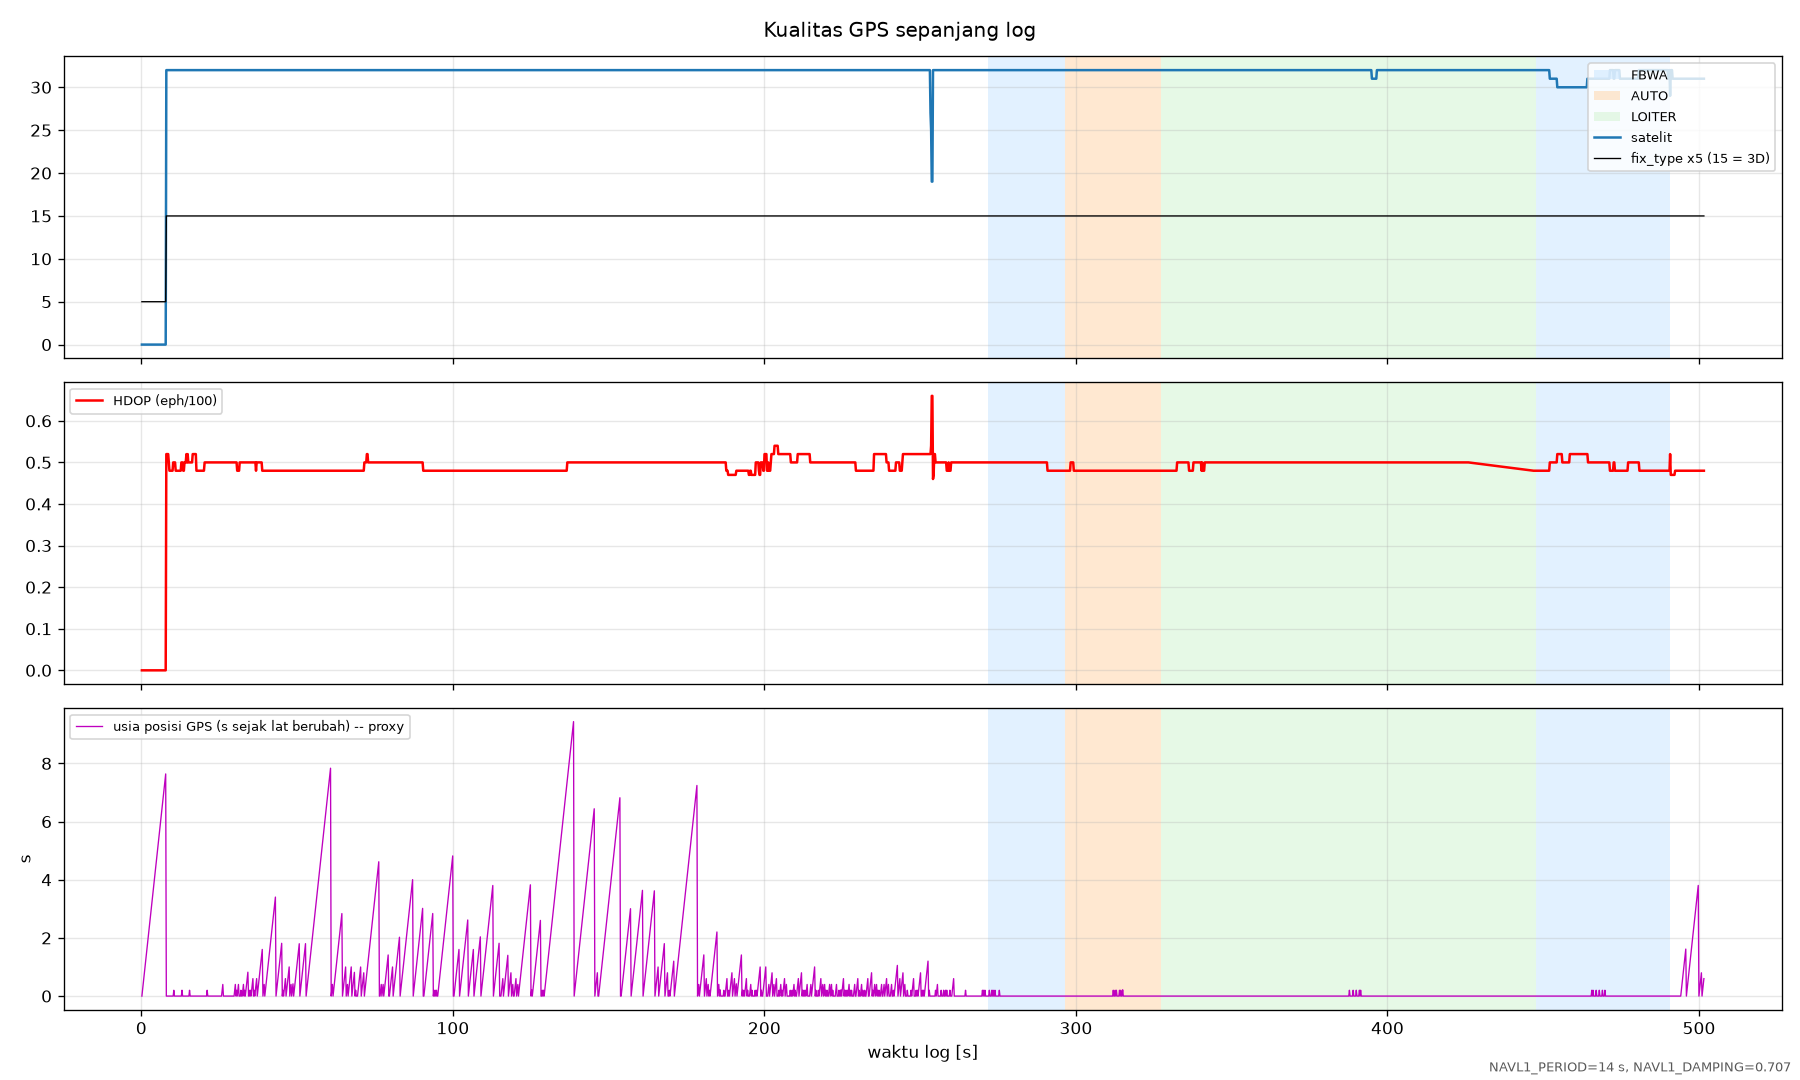 Kualitas GPS sepanjang log
30
25
20
15
10
5
0
FBWA
AUTO
LOITER
satelit
fix_type x5 (15 = 3D)
HDOP (eph/100)
0.6
0.5
0.4
0.3
0.2
0.1
0.0
usia posisi GPS (s sejak lat berubah) -- proxy
8
6
4
2
0
s
0 100 200 300 400 500
waktu log [s]
NAVL1_PERIOD=14 s, NAVL1_DAMPING=0.707